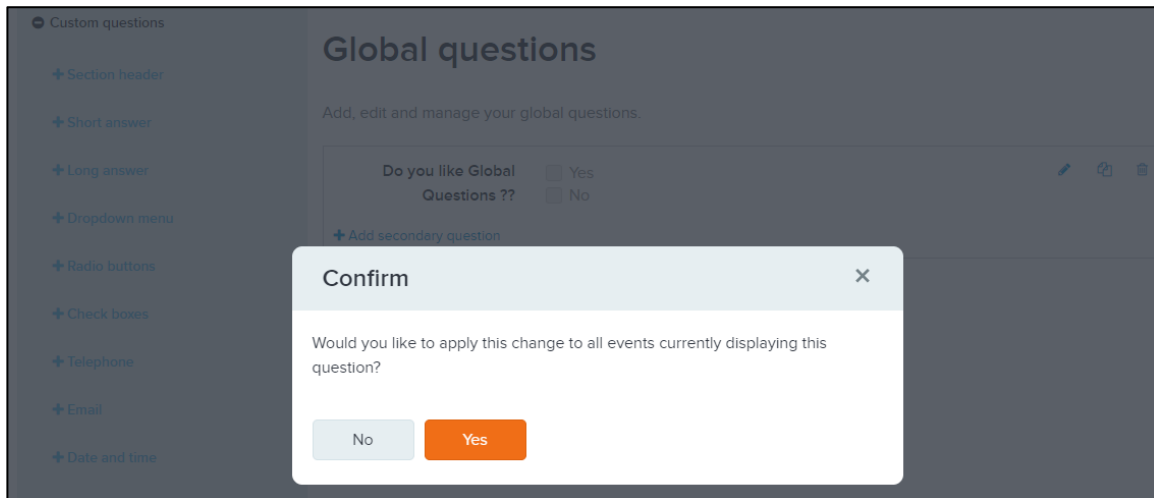 Custom questions
Section header
Short answer
Long answer
Dropdown menu
Radio buttons
Check boxes
Telephone
Email
Date and time
Global questions
Add, edit and manage your global questions.
Do you like Global
Questions ??
Yes
No
Add secondary question
Confirm
Would you like to apply this change to all events currently displaying this
question?
No
Yes